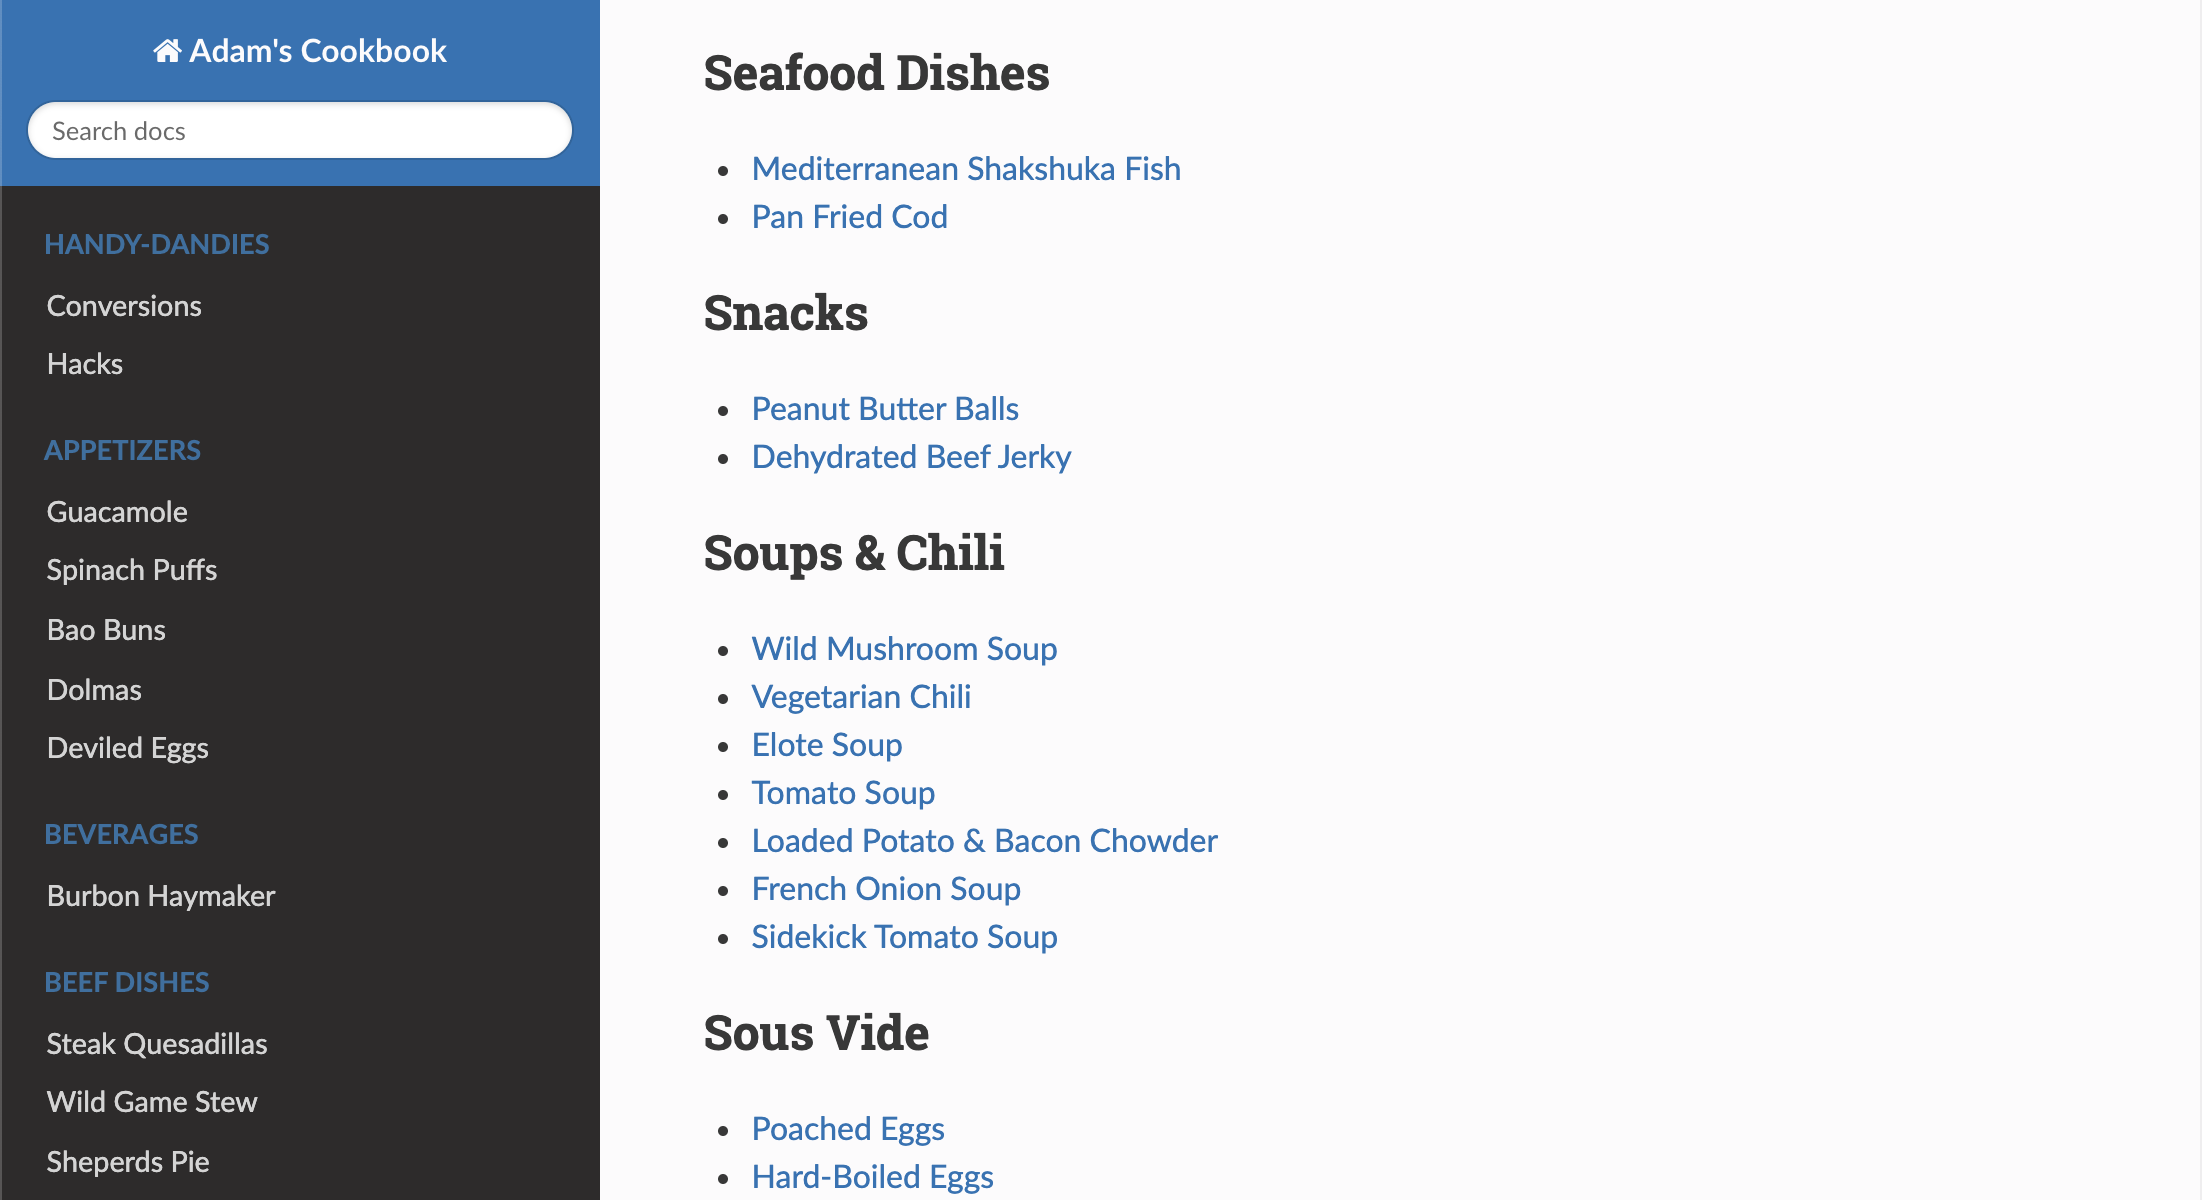 Adam's Cookbook
Search docs
HANDY-DANDIES
Conversions
Hacks
APPETIZERS
Guacamole
Spinach Puffs
Bao Buns
Dolmas
Deviled Eggs
BEVERAGES
Burbon Haymaker
BEEF DISHES
Steak Quesadillas
Wild Game Stew
Sheperds Pie
Seafood Dishes
Mediterranean Shakshuka Fish
Pan Fried Cod
Snacks
Peanut Butter Balls
Dehydrated Beef Jerky
Soups & Chili
Wild Mushroom Soup
Vegetarian Chili
Elote Soup
Tomato Soup
Loaded Potato & Bacon Chowder
French Onion Soup
Sidekick Tomato Soup
Sous Vide
Poached Eggs
Hard-Boiled Eggs